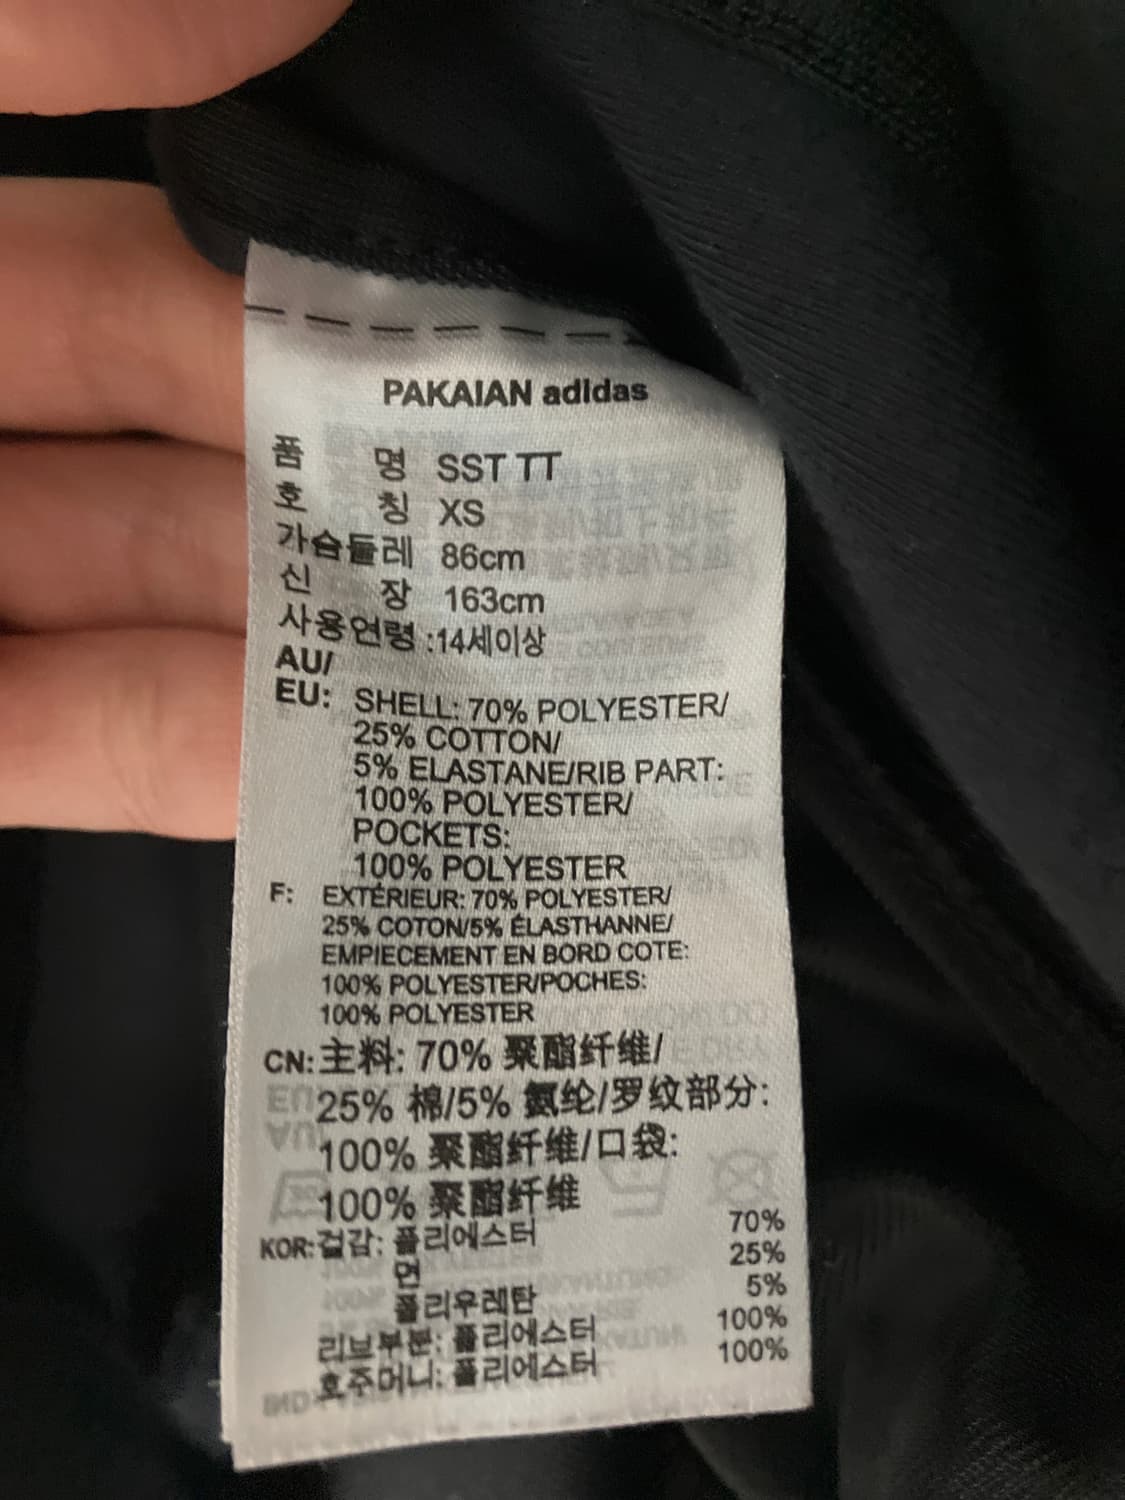 PAKAIAN adidas
품 명 SST TT
호 칭 XS
가슴둘레 86cm
신 장 163cm
사용연령 :14세이상
AU/
EU: SHELL: 70% POLYESTER/
25% COTTON/
5% ELASTANE/RIB PART:
100% POLYESTER/
POCKETS:
100% POLYESTER
F: EXTÉRIEUR: 70% POLYESTER/
25% COTON/5% ÉLASTHANNE/
EMPIECEMENT EN BORD COTE:
100% POLYESTER/POCHES:
100% POLYESTER
CN: 主料: 70% 聚酯纤维/
25% 棉/5% 氨纶/罗纹部分:
100% 聚酯纤维/口袋:
100% 聚酯纤维
KOR: 겉감: 폴리에스터 70%
면 25%
폴리우레탄 5%
리브부분: 폴리에스터 100%
호주머니: 폴리에스터 100%